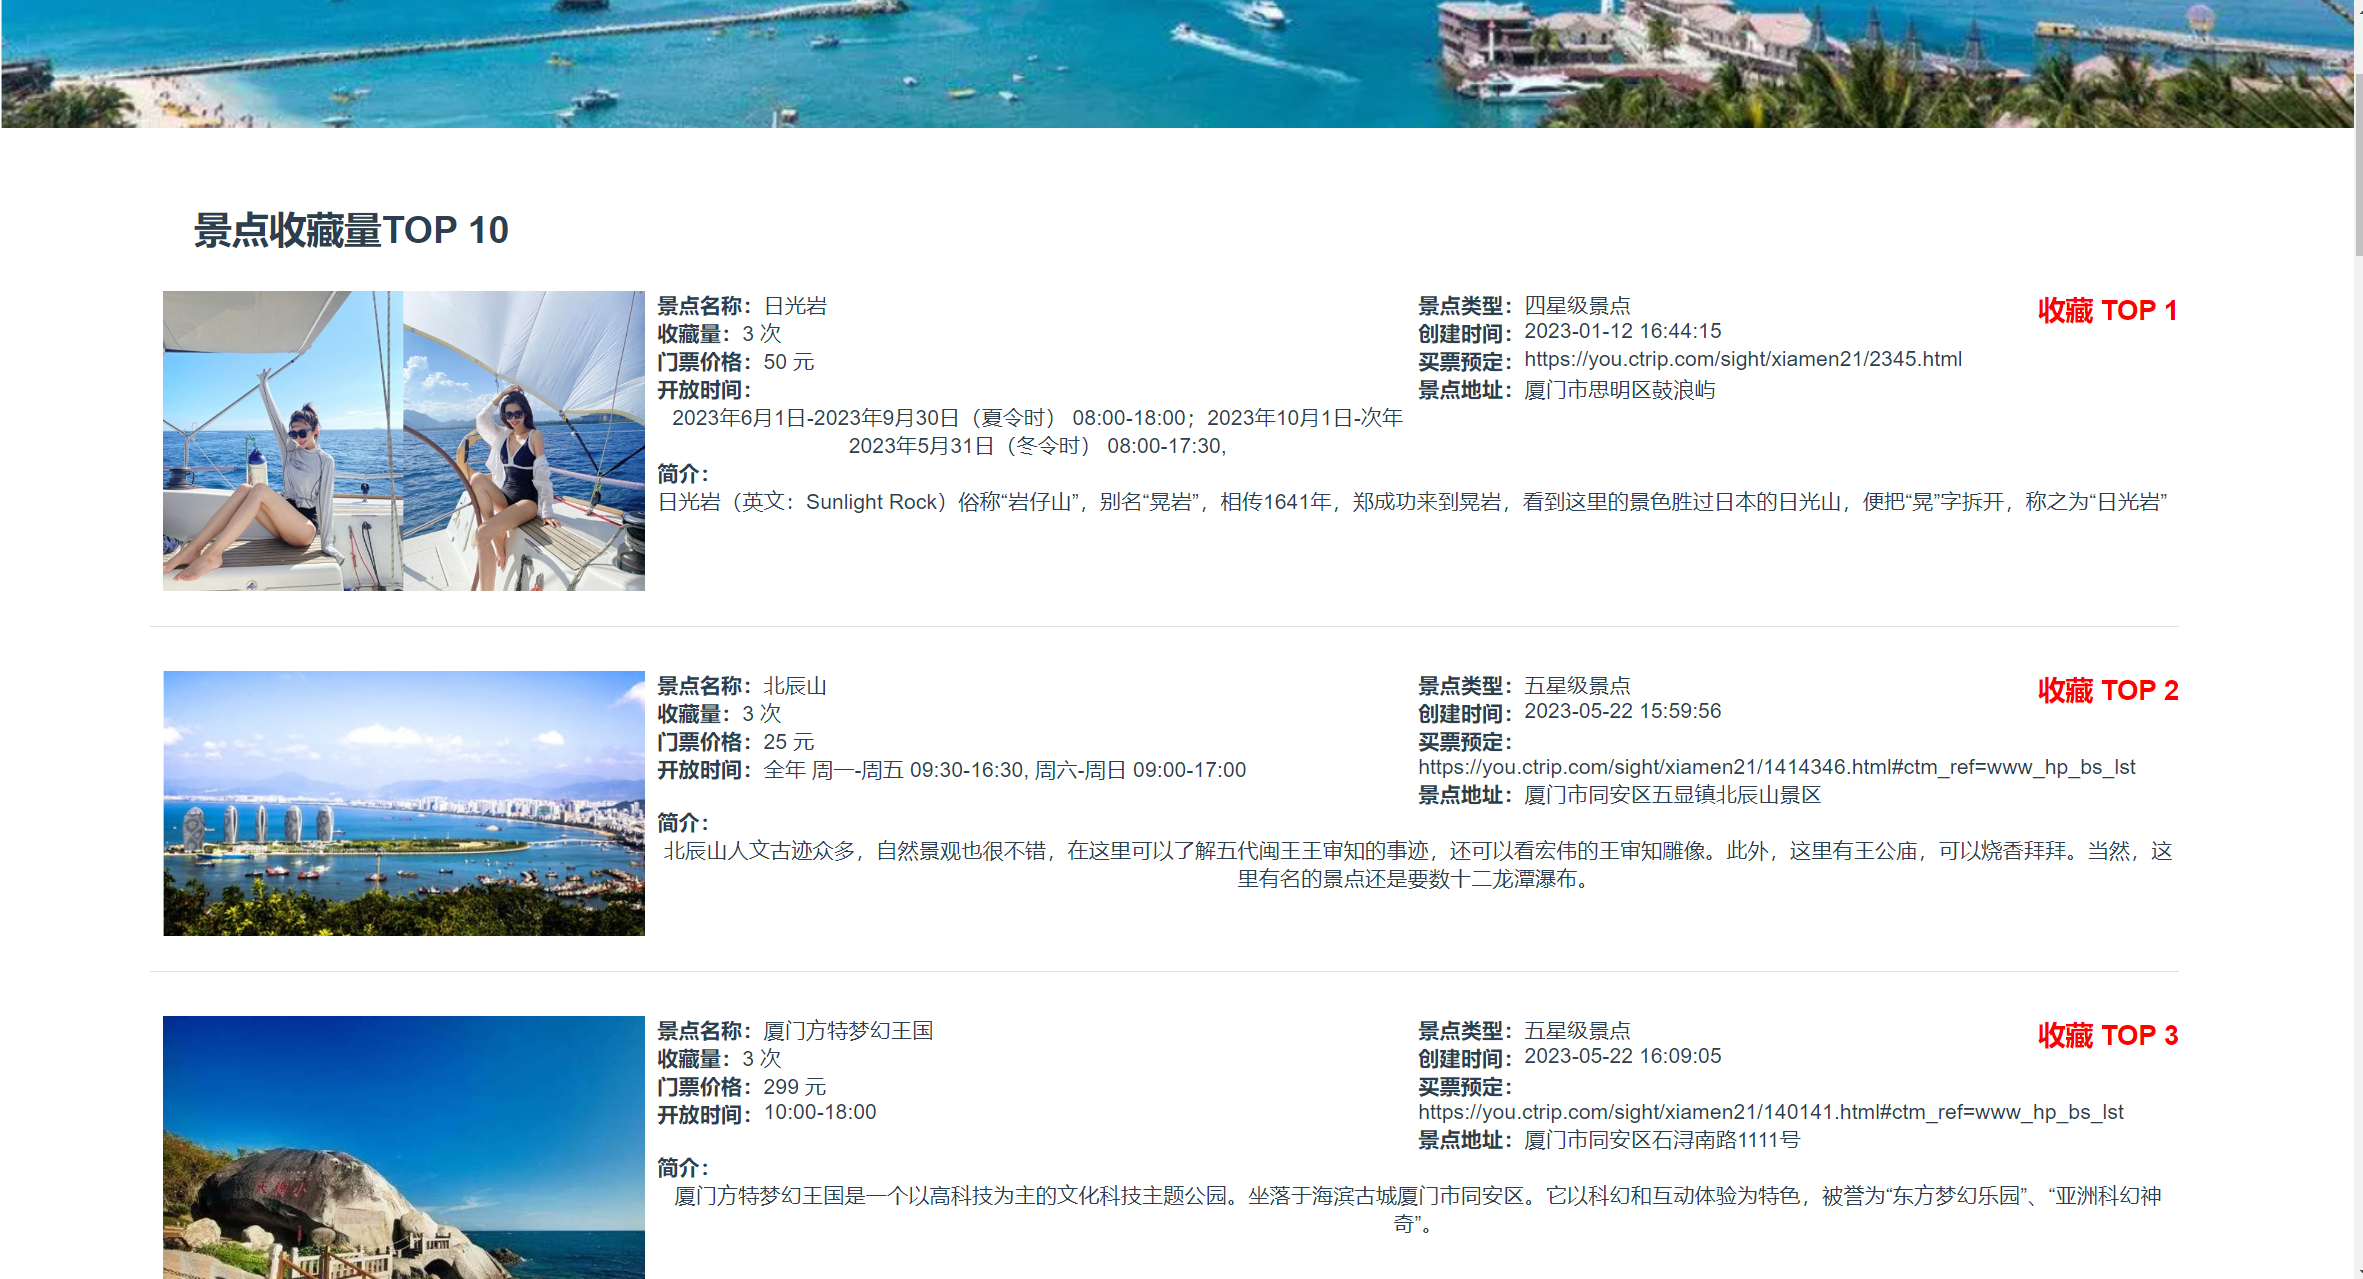 景点收藏量TOP 10
景点名称：日光岩
收藏量：3 次
门票价格：50 元
开放时间：
2023年6月1日-2023年9月30日（夏令时） 08:00-18:00；2023年10月1日-次年
2023年5月31日（冬令时） 08:00-17:30,
景点类型：四星级景点
创建时间：2023-01-12 16:44:15
买票预定：https://you.ctrip.com/sight/xiamen21/2345.html
景点地址：厦门市思明区鼓浪屿
收藏 TOP 1
简介：
日光岩（英文：Sunlight Rock）俗称“岩仔山”，别名“晃岩”，相传1641年，郑成功来到晃岩，看到这里的景色胜过日本的日光山，便把“晃”字拆开，称之为“日光岩”
景点名称：北辰山
收藏量：3 次
门票价格：25 元
开放时间：全年 周一-周五 09:30-16:30, 周六-周日 09:00-17:00
景点类型：五星级景点
创建时间：2023-05-22 15:59:56
买票预定：
https://you.ctrip.com/sight/xiamen21/1414346.html#ctm_ref=www_hp_bs_lst
景点地址：厦门市同安区五显镇北辰山景区
收藏 TOP 2
简介：
北辰山人文古迹众多，自然景观也很不错，在这里可以了解五代闽王王审知的事迹，还可以看宏伟的王审知雕像。此外，这里有王公庙，可以烧香拜拜。当然，这
里有名的景点还是要数十二龙潭瀑布。
景点名称：厦门方特梦幻王国
收藏量：3 次
门票价格：299 元
开放时间：10:00-18:00
景点类型：五星级景点
创建时间：2023-05-22 16:09:05
买票预定：
https://you.ctrip.com/sight/xiamen21/140141.html#ctm_ref=www_hp_bs_lst
景点地址：厦门市同安区石浔南路1111号
收藏 TOP 3
简介：
厦门方特梦幻王国是一个以高科技为主的文化科技主题公园。坐落于海滨古城厦门市同安区。它以科幻和互动体验为特色，被誉为“东方梦幻乐园”、“亚洲科幻神
奇”。